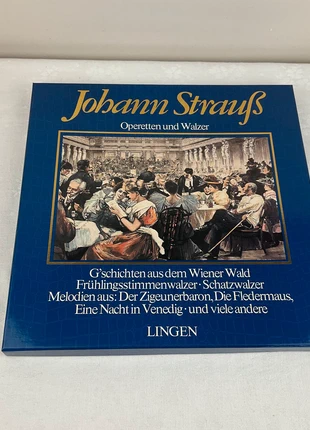 Johann Strauß
Operetten und Walzer
G'schichten aus dem Wiener Wald
Frühlingsstimmenwalzer · Schatzwalzer
Melodien aus: Der Zigeunerbaron, Die Fledermaus,
Eine Nacht in Venedig · und viele andere
LINGEN